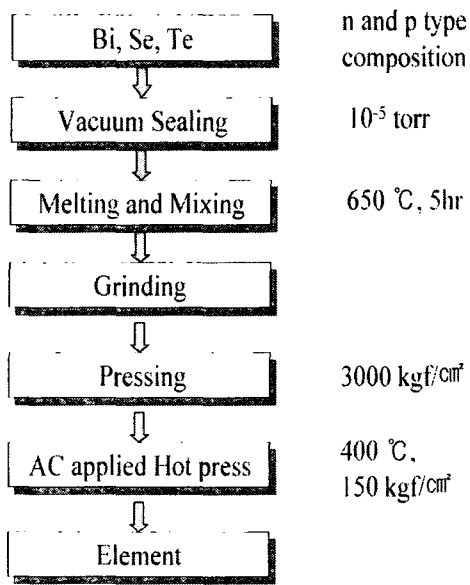 Bi, Se, Te
n and p type
composition
Vacuum Sealing
10⁻⁵ torr
Melting and Mixing
650 ℃, 5hr
Grinding
Pressing
3000 kgf/㎠
AC applied Hot press
400 ℃,
150 kgf/㎠
Element